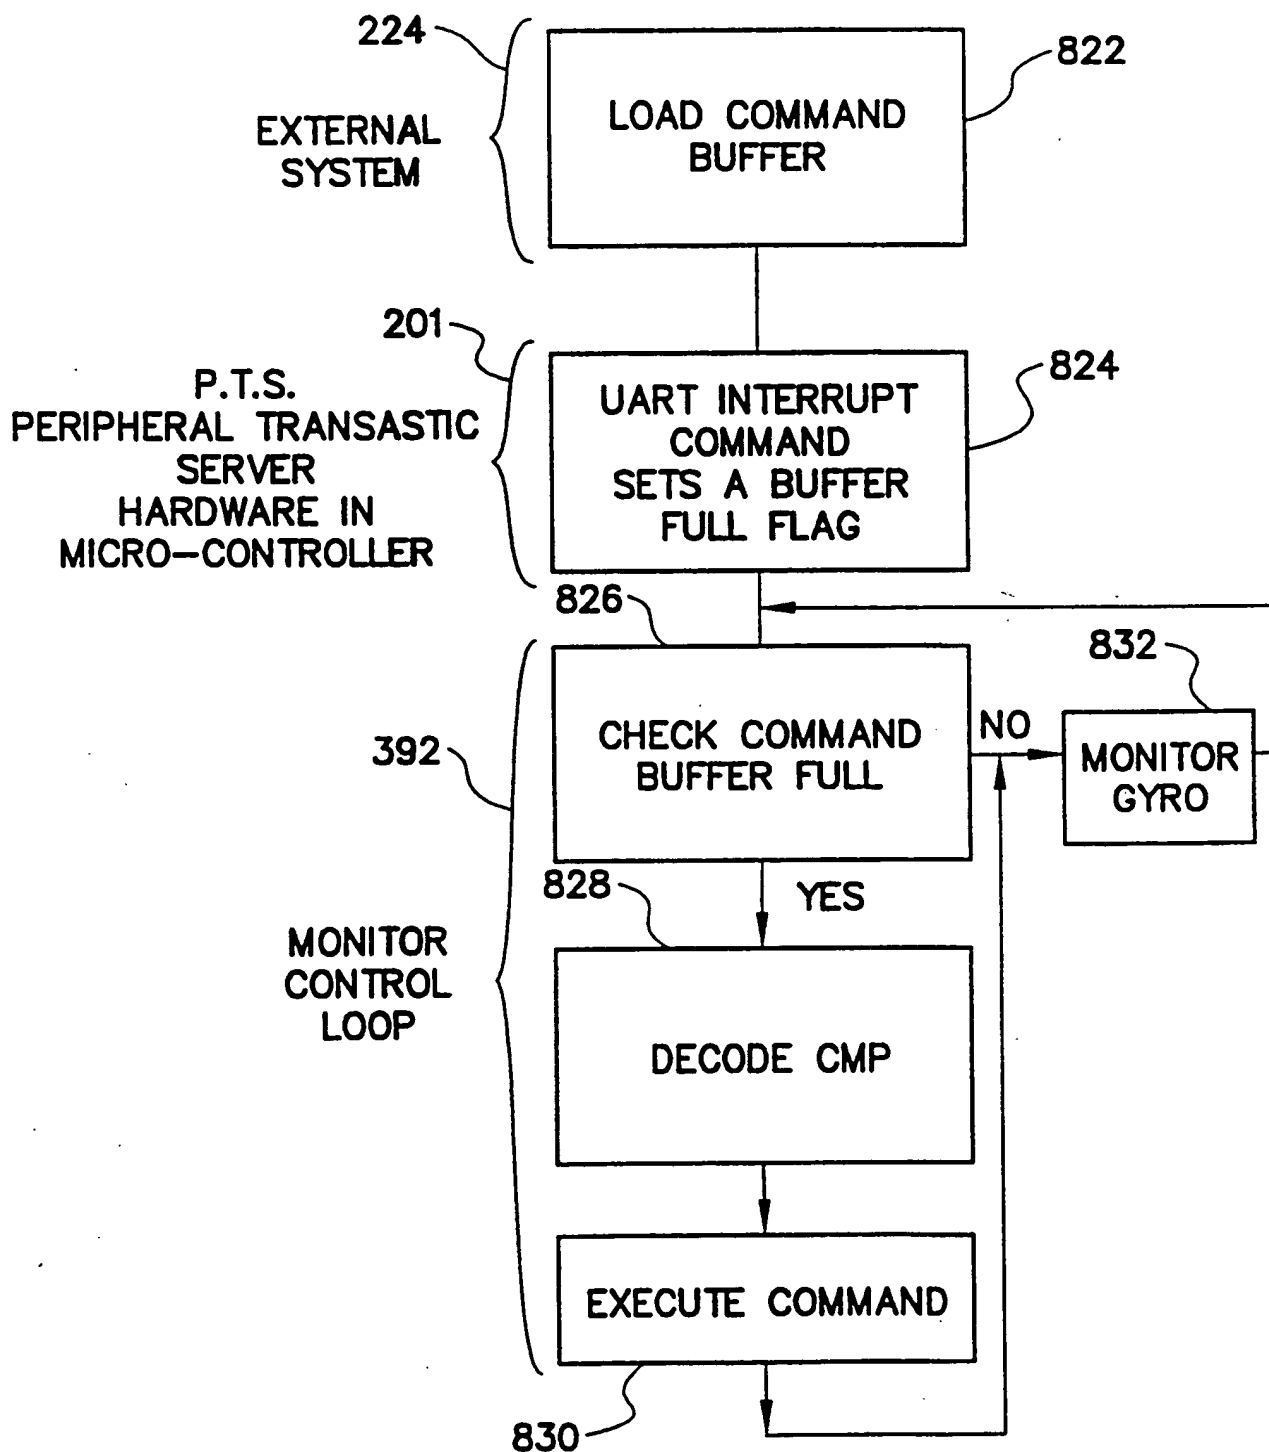 224
EXTERNAL
SYSTEM
LOAD COMMAND
BUFFER
822
201
P.T.S.
PERIPHERAL TRANSASTIC
SERVER
HARDWARE IN
MICRO-CONTROLLER
UART INTERRUPT
COMMAND
SETS A BUFFER
FULL FLAG
824
826
392
MONITOR
CONTROL
LOOP
CHECK COMMAND
BUFFER FULL
NO
832
MONITOR
GYRO
828
YES
DECODE CMP
EXECUTE COMMAND
830